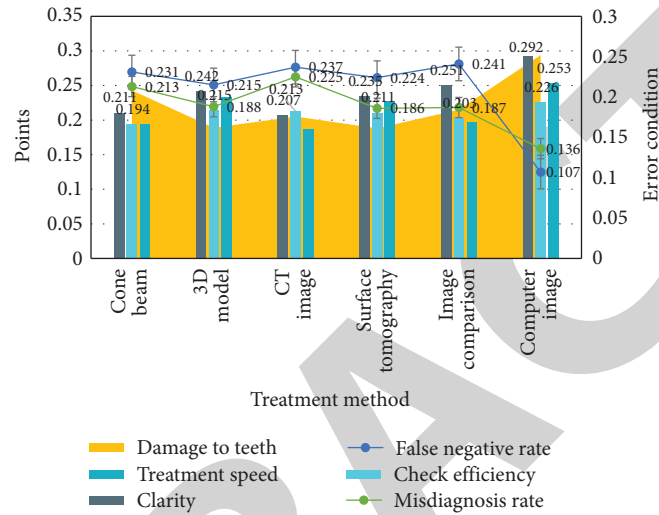 0.35
0.3
0.25
0.2
0.15
0.1
0.05
0
Points
0.3
0.25
0.2
0.15
0.1
0.05
0
Error condition
0.231
0.242
0.237
0.224
0.241
0.292
0.211
0.213
0.215
0.213
0.225
0.235
0.251
0.253
0.194
0.188
0.207
0.211
0.186
0.203
0.187
0.226
0.136
0.107
Cone beam
3D model
CT image
Surface tomography
Image comparison
Computer image
Treatment method
Damage to teeth
Treatment speed
Clarity
False negative rate
Check efficiency
Misdiagnosis rate